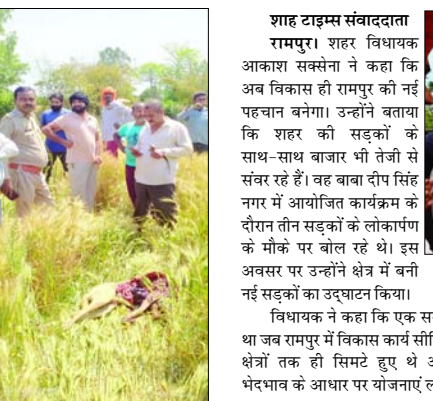 शाह टाइम्स संवाददाता
रामपुर। शहर विधायक
आकाश सक्सेना ने कहा कि
अब विकास ही रामपुर की नई
पहचान बनेगा। उन्होंने बताया
कि शहर की सड़कों के
साथ-साथ बाजार भी तेजी से
संवर रहे हैं। वह बाबा दीप सिंह
नगर में आयोजित कार्यक्रम के
दौरान तीन सड़कों के लोकार्पण
के मौके पर बोल रहे थे। इस
अवसर पर उन्होंने क्षेत्र में बनी
नई सड़कों का उद्घाटन किया।
विधायक ने कहा कि एक
था जब रामपुर में विकास कार्य
क्षेत्रों तक ही सिमटे हुए थे
भेदभाव के आधार पर योजनाएं